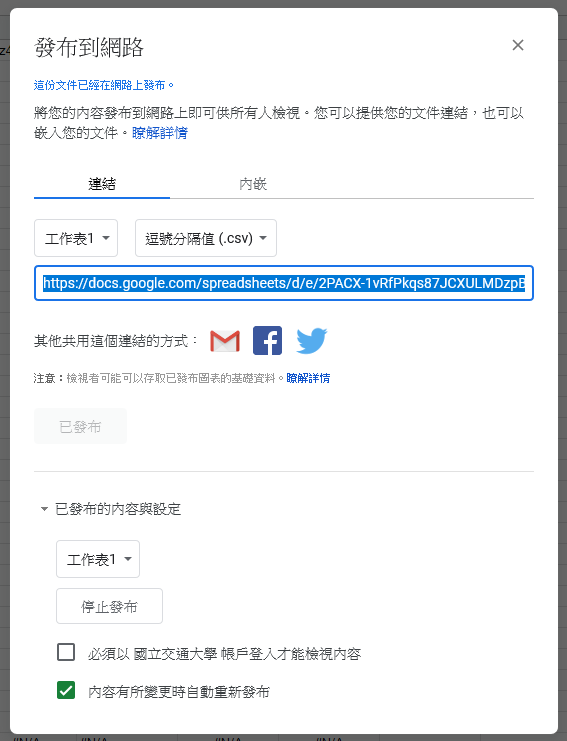 發布到網路
這份文件已經在網路上發布。
將您的內容發布到網路上即可供所有人檢視。您可以提供您的文件連結，也可以
嵌入您的文件。瞭解詳情
連結
內嵌
工作表1
逗號分隔值 (.csv)
https://docs.google.com/spreadsheets/d/e/2PACX-1vRfPkqs87JCXULMDzpB
其他共用這個連結的方式：
注意：檢視者可能可以存取已發布圖表的基礎資料。瞭解詳情
已發布
已發布的內容與設定
工作表1
停止發布
必須以 國立交通大學 帳戶登入才能檢視內容
內容有所變更時自動重新發布